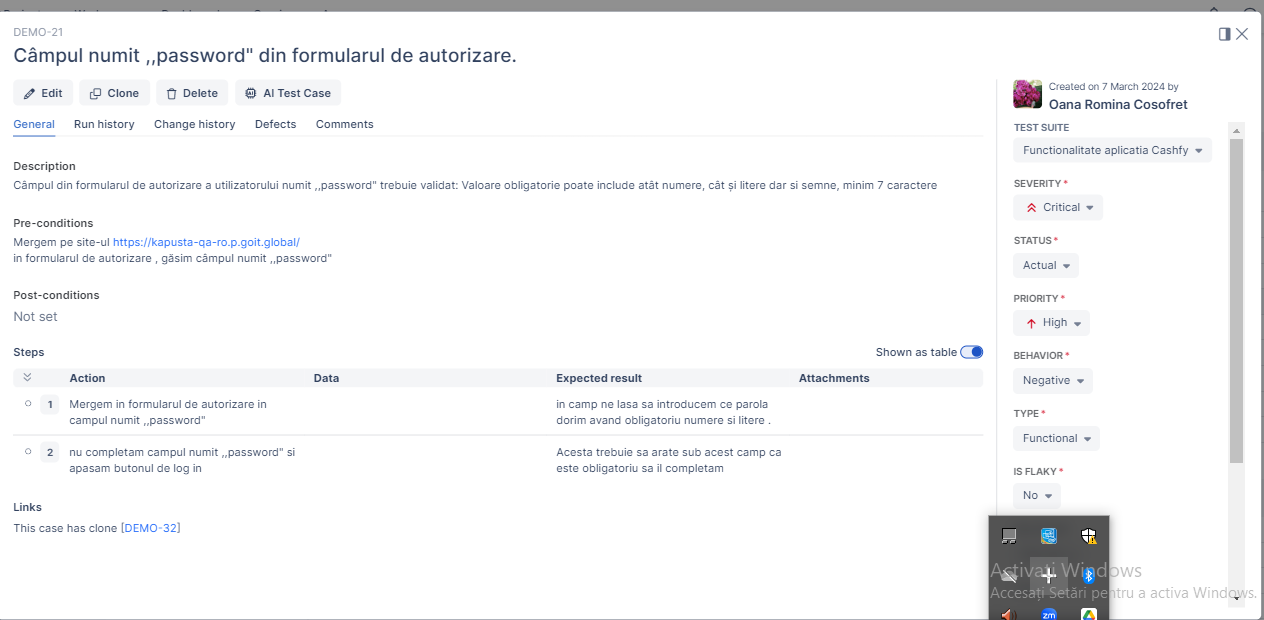 DEMO-21
Câmpul numit ,,password" din formularul de autorizare.
Edit
Clone
Delete
AI Test Case
General
Run history
Change history
Defects
Comments
Description
Câmpul din formularul de autorizare a utilizatorului numit ,,password" trebuie validat: Valoare obligatorie poate include atât numere, cât și litere dar si semne, minim 7 caractere
Pre-conditions
Mergem pe site-ul https://kapusta-qa-ro.p.goit.global/
in formularul de autorizare , găsim câmpul numit ,,password"
Post-conditions
Not set
Steps
Shown as table
Action
Data
Expected result
Attachments
1
Mergem in formularul de autorizare in
campul numit ,,password"
in camp ne lasa sa introducem ce parola
dorim avand obligatoriu numere si litere .
2
nu completam campul numit ,,password" si
apasam butonul de log in
Acesta trebuie sa arate sub acest camp ca
este obligatoriu sa il completam
Links
This case has clone [DEMO-32]
Created on 7 March 2024 by
Oana Romina Cosofret
TEST SUITE
Functionalitate aplicatia Cashfy
SEVERITY*
Critical
STATUS*
Actual
PRIORITY*
High
BEHAVIOR*
Negative
TYPE*
Functional
IS FLAKY*
No
Activați Windows
Accesați Setări pentru a activa Windows.
zm